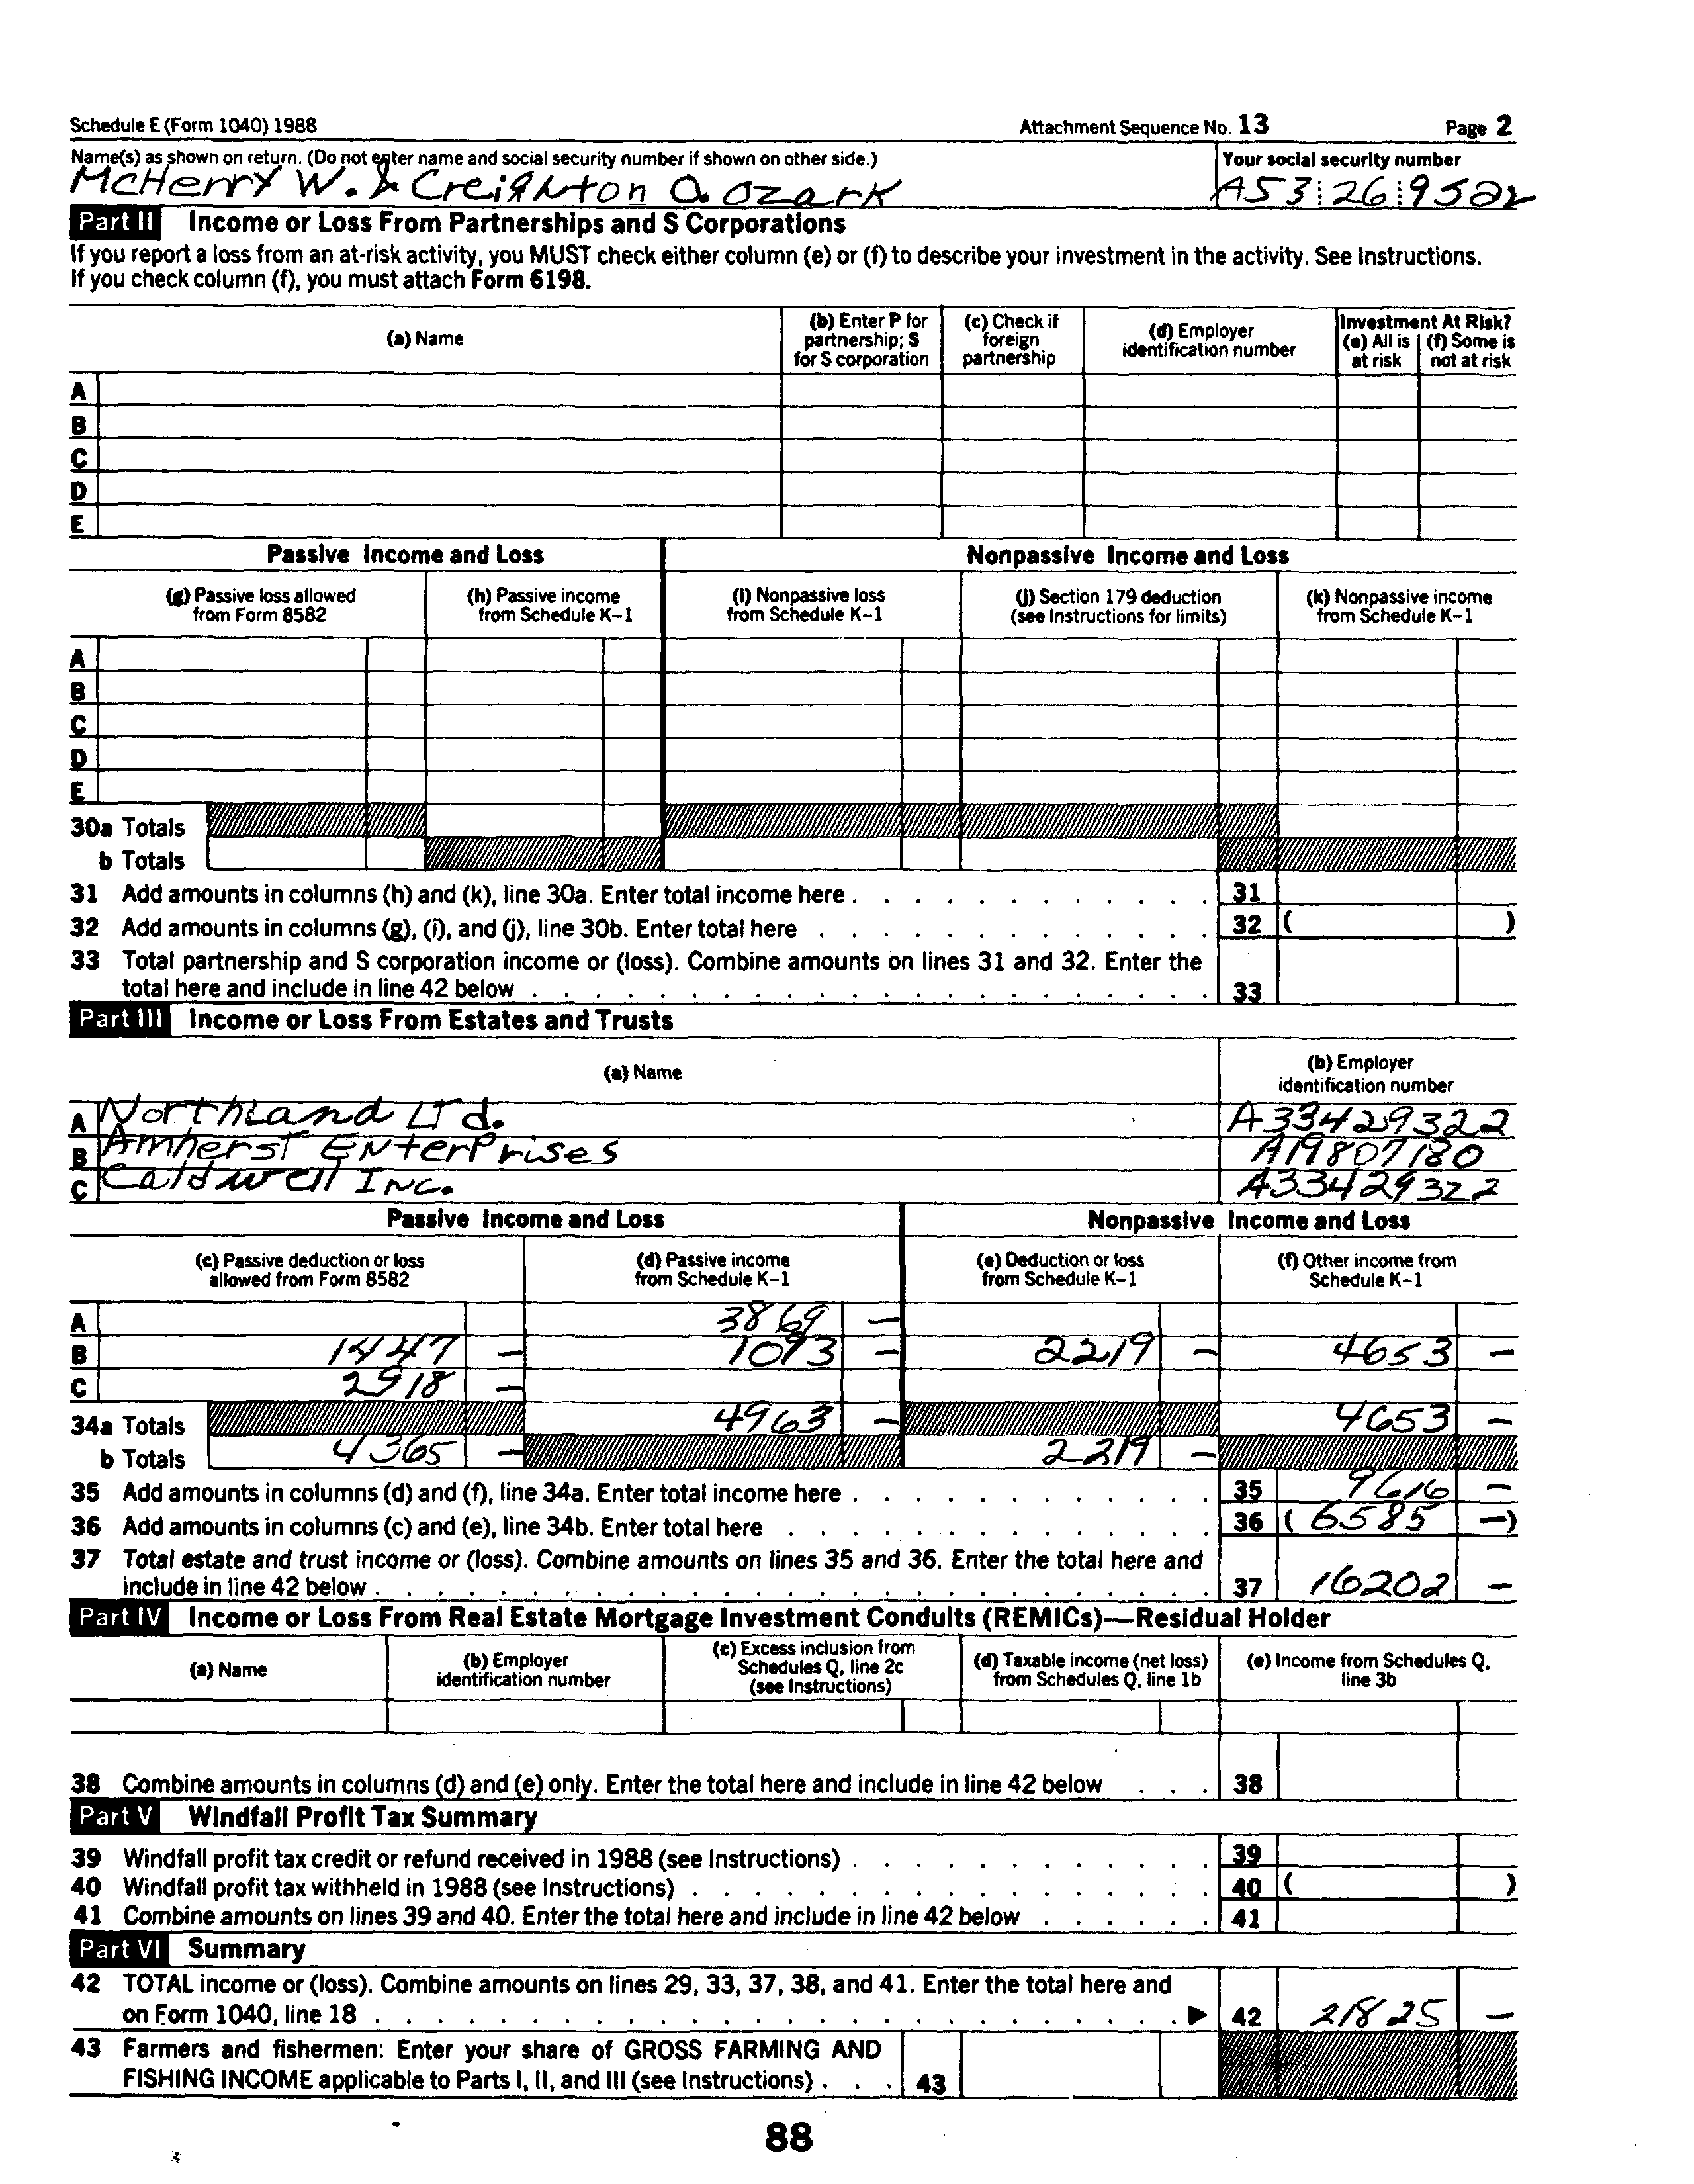 Schedule E (Form 1040) 1988 Attachment Sequence No. 13 Page 2
Name(s) as shown on return. (Do not enter name and social security number if shown on other side.) Your social security number
McHenry W. & Creighton Q. Ozark A53 26 9522
Part II Income or Loss From Partnerships and S Corporations
If you report a loss from an at-risk activity, you MUST check either column (e) or (f) to describe your investment in the activity. See Instructions.
If you check column (f), you must attach Form 6198.
(a) Name (b) Enter P for partnership; S for S corporation (c) Check if foreign partnership (d) Employer identification number Investment At Risk? (e) All is at risk (f) Some is not at risk
A
B
C
D
E
Passive Income and Loss Nonpassive Income and Loss
(g) Passive loss allowed from Form 8582 (h) Passive income from Schedule K-1 (i) Nonpassive loss from Schedule K-1 (j) Section 179 deduction (see Instructions for limits) (k) Nonpassive income from Schedule K-1
A
B
C
D
E
30a Totals
b Totals
31 Add amounts in columns (h) and (k), line 30a. Enter total income here . . . 31
32 Add amounts in columns (g), (i), and (j), line 30b. Enter total here . . . 32 ( )
33 Total partnership and S corporation income or (loss). Combine amounts on lines 31 and 32. Enter the
total here and include in line 42 below . . . 33
Part III Income or Loss From Estates and Trusts
(a) Name (b) Employer identification number
A Northland Ltd. A33429322
B Amherst Enterprises A19807180
C Caldwell Inc. A33429322
Passive Income and Loss Nonpassive Income and Loss
(c) Passive deduction or loss allowed from Form 8582 (d) Passive income from Schedule K-1 (e) Deduction or loss from Schedule K-1 (f) Other income from Schedule K-1
A 3869 –
B 1447 – 1093 – 2219 – 4653 –
C 2918 –
34a Totals 4963 – 4653 –
b Totals 4365 – 2219 –
35 Add amounts in columns (d) and (f), line 34a. Enter total income here . . . 35 9616 –
36 Add amounts in columns (c) and (e), line 34b. Enter total here . . . 36 ( 6585 – )
37 Total estate and trust income or (loss). Combine amounts on lines 35 and 36. Enter the total here and
include in line 42 below . . . 37 16202 –
Part IV Income or Loss From Real Estate Mortgage Investment Conduits (REMICs)—Residual Holder
(a) Name (b) Employer identification number (c) Excess inclusion from Schedules Q, line 2c (see Instructions) (d) Taxable income (net loss) from Schedules Q, line 1b (e) Income from Schedules Q, line 3b
38 Combine amounts in columns (d) and (e) only. Enter the total here and include in line 42 below . . . 38
Part V Windfall Profit Tax Summary
39 Windfall profit tax credit or refund received in 1988 (see Instructions) . . . 39
40 Windfall profit tax withheld in 1988 (see Instructions) . . . 40 ( )
41 Combine amounts on lines 39 and 40. Enter the total here and include in line 42 below . . . 41
Part VI Summary
42 TOTAL income or (loss). Combine amounts on lines 29, 33, 37, 38, and 41. Enter the total here and
on Form 1040, line 18 . . . ▶ 42 21825 –
43 Farmers and fishermen: Enter your share of GROSS FARMING AND
FISHING INCOME applicable to Parts I, II, and III (see Instructions) . . . 43
88